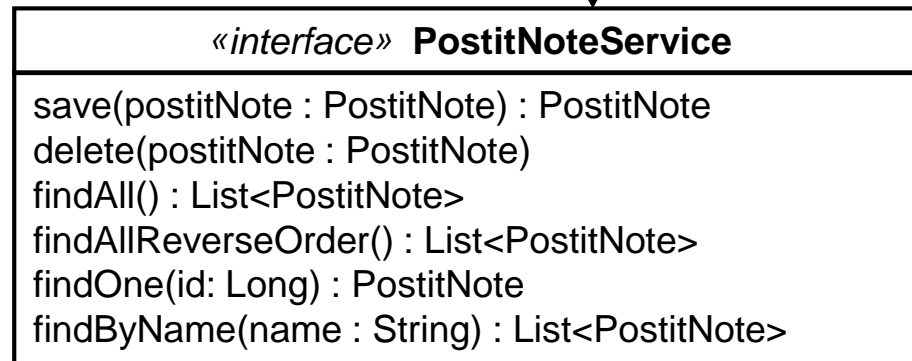 «interface» PostitNoteService
save(postitNote : PostitNote) : PostitNote
delete(postitNote : PostitNote)
findAll() : List<PostitNote>
findAllReverseOrder() : List<PostitNote>
findOne(id: Long) : PostitNote
findByName(name : String) : List<PostitNote>